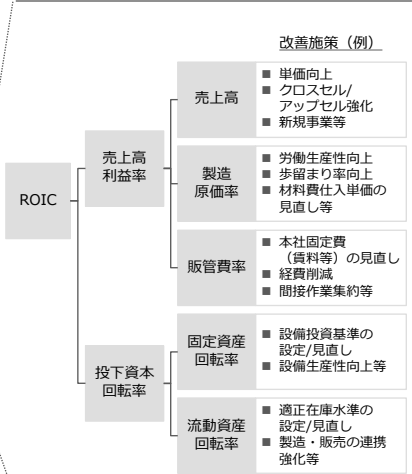 改善施策（例）
ROIC
売上高
利益率
売上高
■ 単価向上
■ クロスセル/
アップセル強化
■ 新規事業等
製造
原価率
■ 労働生産性向上
■ 歩留まり率向上
■ 材料費仕入単価の
見直し等
販管費率
■ 本社固定費
（賃料等）の見直し
■ 経費削減
■ 間接作業集約等
投下資本
回転率
固定資産
回転率
■ 設備投資基準の
設定/見直し
■ 設備生産性向上等
流動資産
回転率
■ 適正在庫水準の
設定/見直し
■ 製造・販売の連携
強化等